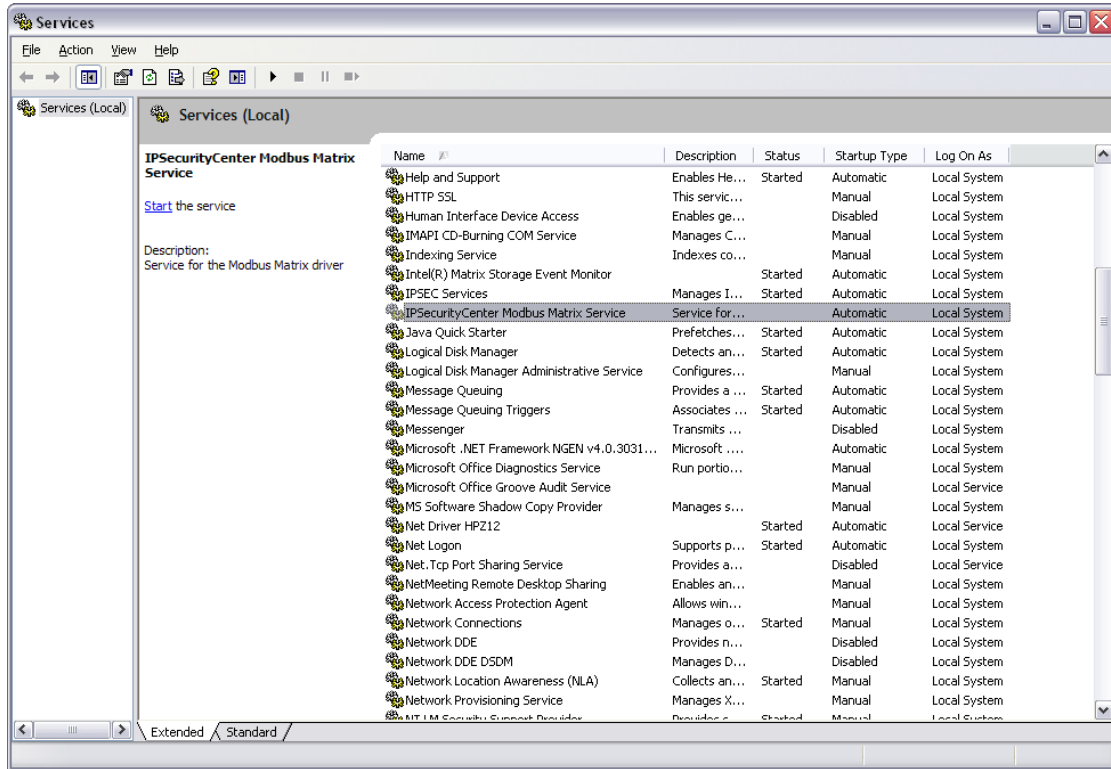 Services
File Action View Help
Services (Local)
Services (Local)
IPSecurityCenter Modbus Matrix
Service
Start the service
Description:
Service for the Modbus Matrix driver
Name Description Status Startup Type Log On As
Help and Support Enables He... Started Automatic Local System
HTTP SSL This servic... Manual Local System
Human Interface Device Access Enables ge... Disabled Local System
IMAPI CD-Burning COM Service Manages C... Manual Local System
Indexing Service Indexes co... Manual Local System
Intel(R) Matrix Storage Event Monitor Started Automatic Local System
IPSEC Services Manages I... Started Automatic Local System
IPSecurityCenter Modbus Matrix Service Service for... Automatic Local System
Java Quick Starter Prefetches... Started Automatic Local System
Logical Disk Manager Detects an... Started Automatic Local System
Logical Disk Manager Administrative Service Configures... Manual Local System
Message Queuing Provides a ... Started Automatic Local System
Message Queuing Triggers Associates ... Started Automatic Local System
Messenger Transmits ... Disabled Local System
Microsoft .NET Framework NGEN v4.0.3031... Microsoft .... Automatic Local System
Microsoft Office Diagnostics Service Run portio... Manual Local System
Microsoft Office Groove Audit Service Manual Local Service
MS Software Shadow Copy Provider Manages s... Manual Local System
Net Driver HPZ12 Started Automatic Local Service
Net Logon Supports p... Started Automatic Local System
Net.Tcp Port Sharing Service Provides a... Disabled Local Service
NetMeeting Remote Desktop Sharing Enables an... Manual Local System
Network Access Protection Agent Allows win... Manual Local System
Network Connections Manages o... Started Manual Local System
Network DDE Provides n... Disabled Local System
Network DDE DSDM Manages D... Disabled Local System
Network Location Awareness (NLA) Collects an... Started Manual Local System
Network Provisioning Service Manages X... Manual Local System
NT LM Security Support Provider Provides s... Started Manual Local System
Extended Standard